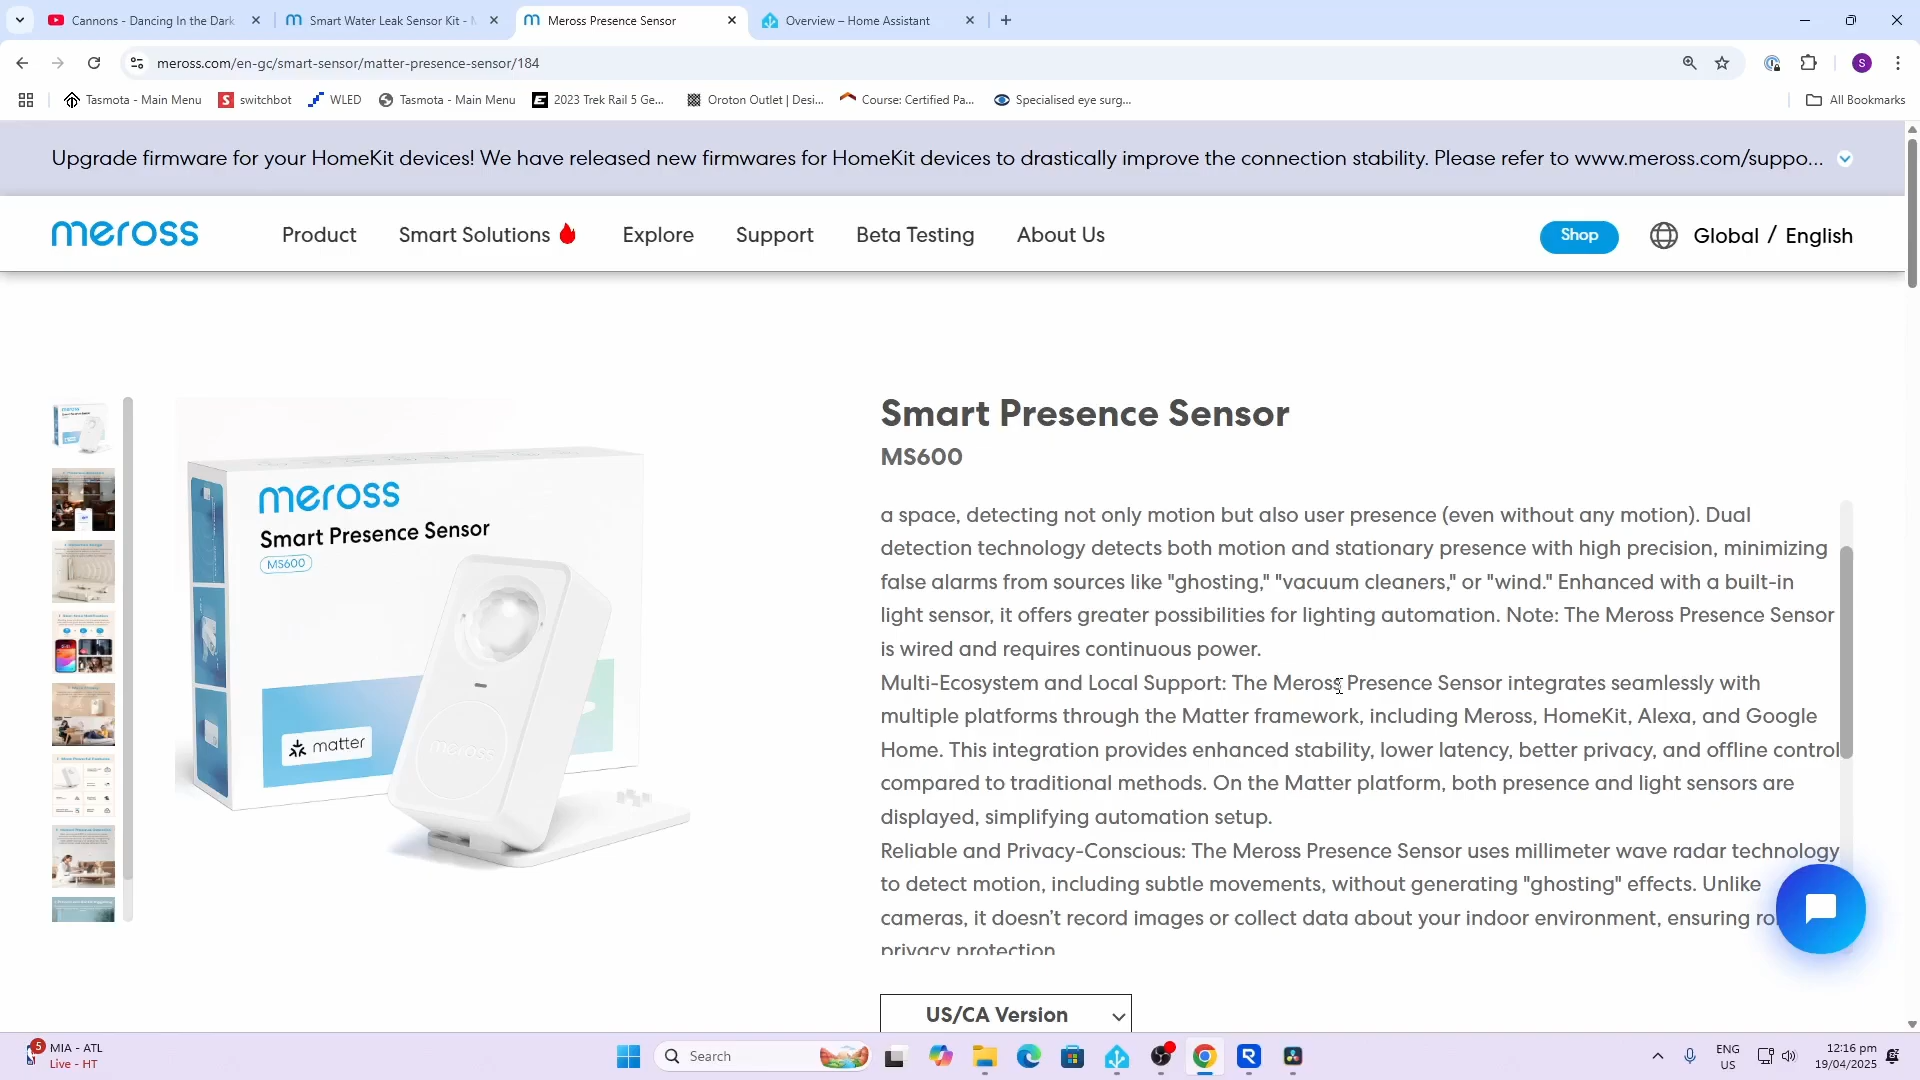 Cannons - Dancing In the Dark
Smart Water Leak Sensor Kit -
Meross Presence Sensor
Overview – Home Assistant
meross.com/en-gc/smart-sensor/matter-presence-sensor/184
S
Tasmota - Main Menu
S switchbot
WLED
Tasmota - Main Menu
2023 Trek Rail 5 Ge...
Oroton Outlet | Desi...
Course: Certified Pa...
Specialised eye surg...
All Bookmarks
Upgrade firmware for your HomeKit devices! We have released new firmwares for HomeKit devices to drastically improve the connection stability. Please refer to www.meross.com/suppo...
meross
Product
Smart Solutions
Explore
Support
Beta Testing
About Us
Shop
Global / English
meross
Smart Presence Sensor
MS600
matter
meross
Smart Presence Sensor
MS600
a space, detecting not only motion but also user presence (even without any motion). Dual
detection technology detects both motion and stationary presence with high precision, minimizing
false alarms from sources like "ghosting," "vacuum cleaners," or "wind." Enhanced with a built-in
light sensor, it offers greater possibilities for lighting automation. Note: The Meross Presence Sensor
is wired and requires continuous power.
Multi-Ecosystem and Local Support: The Meross Presence Sensor integrates seamlessly with
multiple platforms through the Matter framework, including Meross, HomeKit, Alexa, and Google
Home. This integration provides enhanced stability, lower latency, better privacy, and offline control
compared to traditional methods. On the Matter platform, both presence and light sensors are
displayed, simplifying automation setup.
Reliable and Privacy-Conscious: The Meross Presence Sensor uses millimeter wave radar technology
to detect motion, including subtle movements, without generating "ghosting" effects. Unlike
cameras, it doesn't record images or collect data about your indoor environment, ensuring ro
privacy protection.
US/CA Version
5
MIA - ATL
Live - HT
Search
R
ENG
US
12:16 pm
19/04/2025